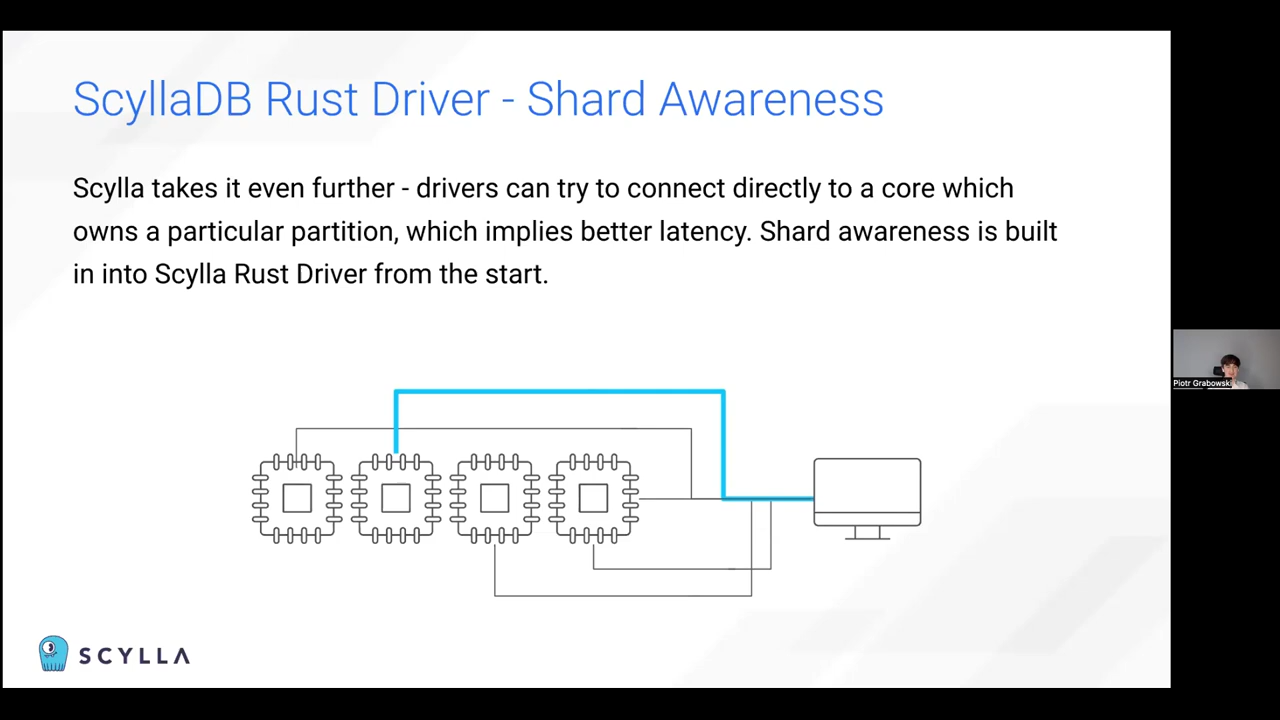 ScyllaDB Rust Driver - Shard Awareness
Scylla takes it even further - drivers can try to connect directly to a core which
owns a particular partition, which implies better latency. Shard awareness is built
in into Scylla Rust Driver from the start.
Piotr Grabowski
SCYLLA